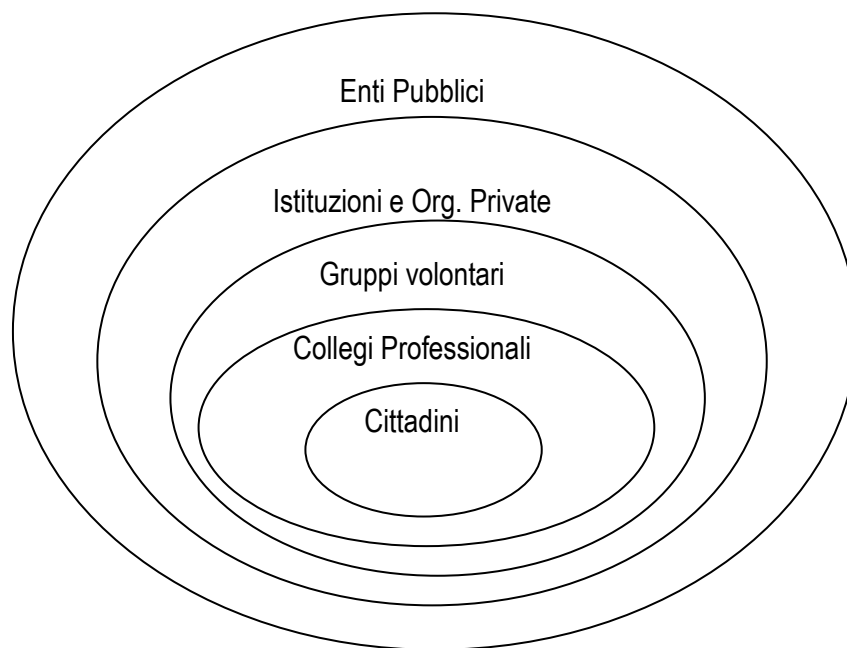 Enti Pubblici
Istituzioni e Org. Private
Gruppi volontari
Collegi Professionali
Cittadini